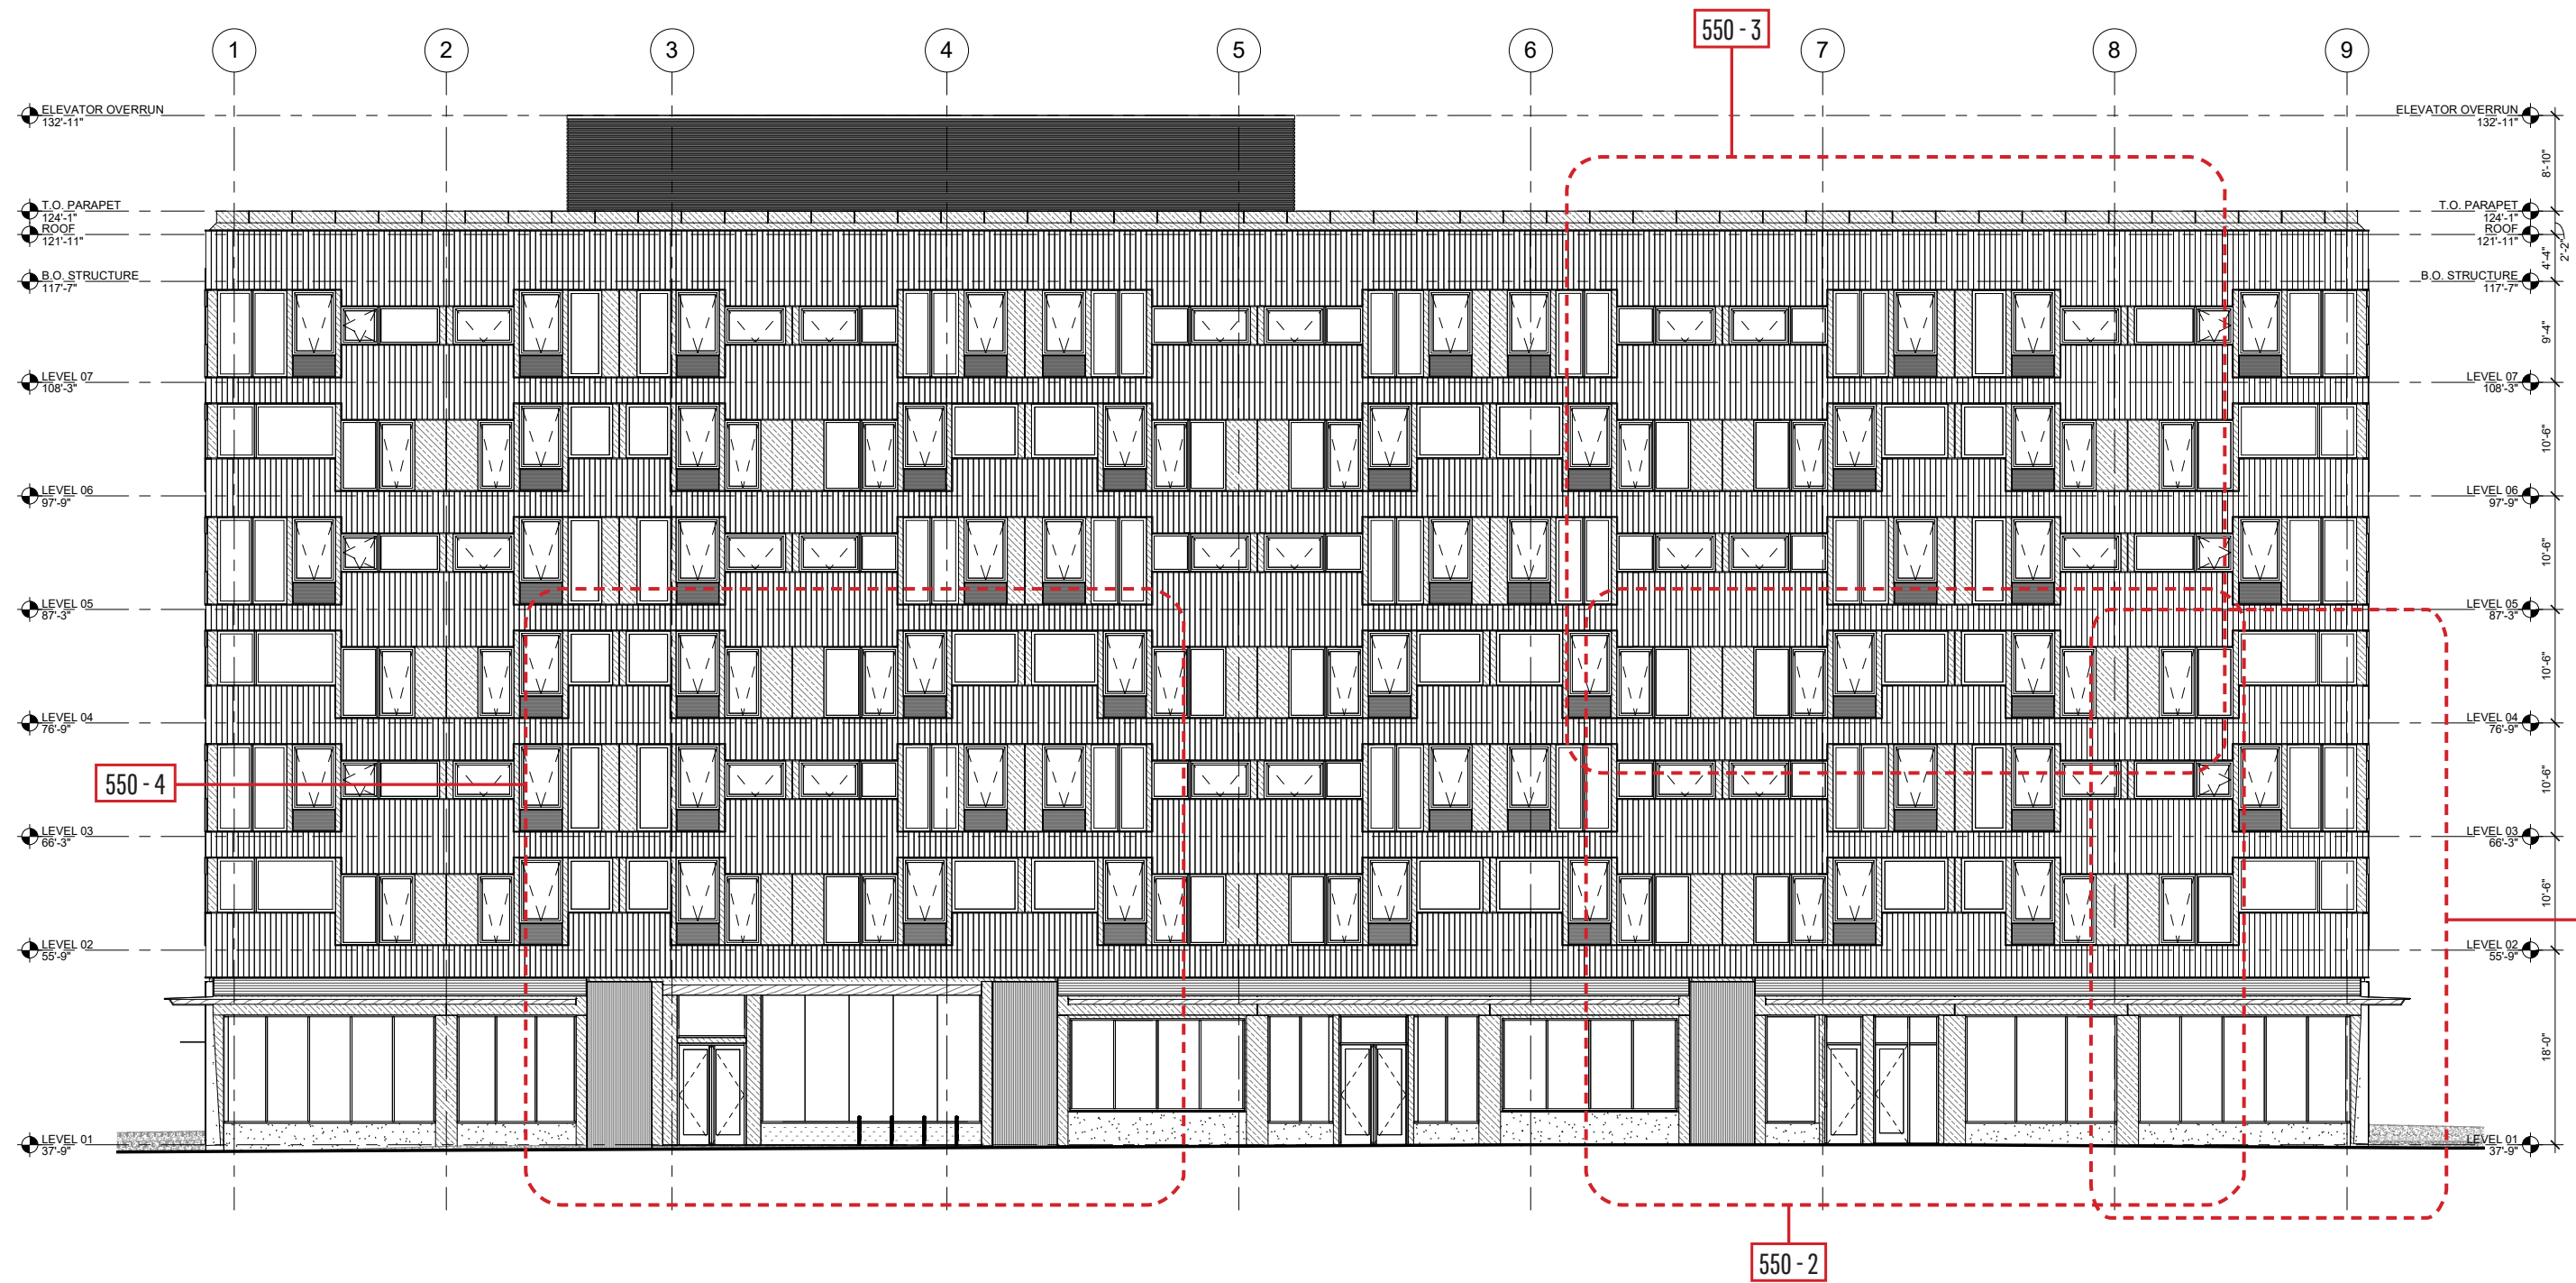 550 - 3
1 2 3 4 5 6 7 8 9
ELEVATOR OVERRUN
132'-11"
ELEVATOR OVERRUN
132'-11"
8'-10"
T.O. PARAPET
124'-1"
T.O. PARAPET
124'-1"
ROOF
121'-11"
ROOF
121'-11"
2'-2"
4'-4"
B.O. STRUCTURE
117'-7"
B.O. STRUCTURE
117'-7"
9'-4"
LEVEL 07
108'-3"
LEVEL 07
108'-3"
10'-6"
LEVEL 06
97'-9"
LEVEL 06
97'-9"
10'-6"
LEVEL 05
87'-3"
LEVEL 05
87'-3"
10'-6"
LEVEL 04
76'-9"
LEVEL 04
76'-9"
550 - 4
10'-6"
LEVEL 03
66'-3"
LEVEL 03
66'-3"
10'-6"
LEVEL 02
55'-9"
LEVEL 02
55'-9"
18'-0"
LEVEL 01
37'-9"
LEVEL 01
37'-9"
550 - 2